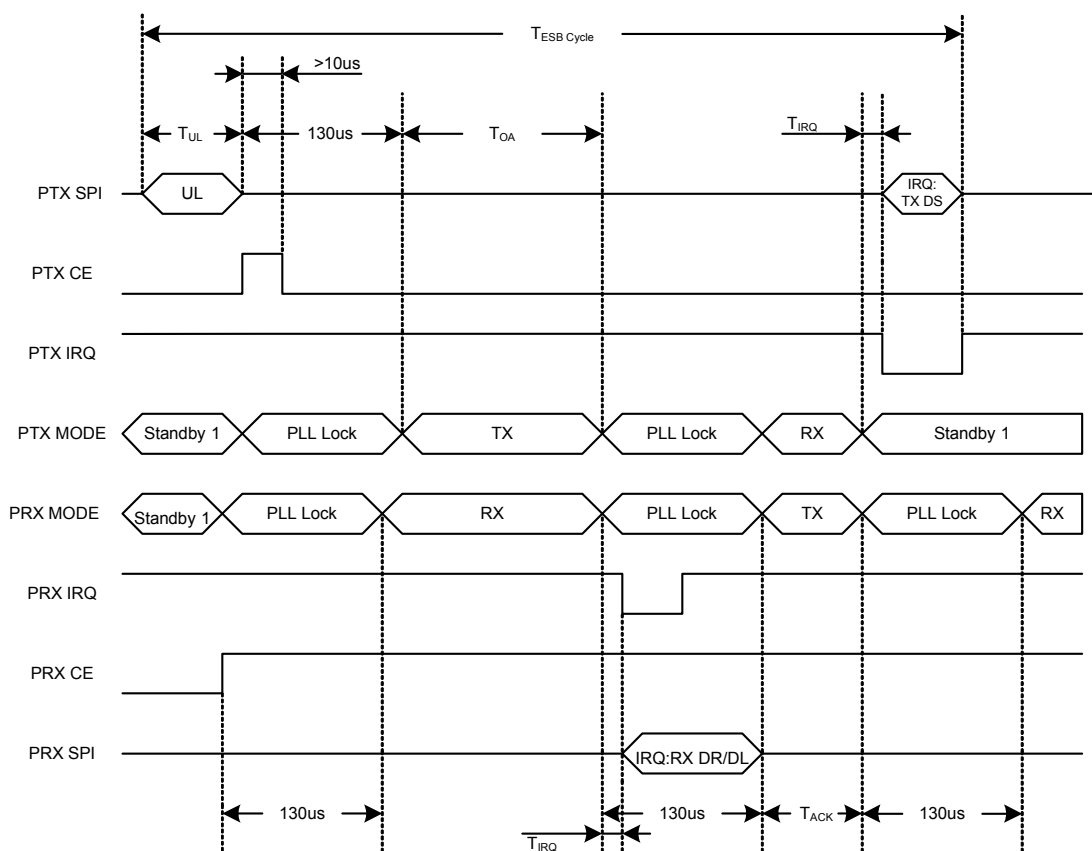 TESB Cycle
>10us
TUL 130us TOA TIRQ
PTX SPI UL IRQ:
TX DS
PTX CE
PTX IRQ
PTX MODE Standby 1 PLL Lock TX PLL Lock RX Standby 1
PRX MODE Standby 1 PLL Lock RX PLL Lock TX PLL Lock RX
PRX IRQ
PRX CE
PRX SPI IRQ:RX DR/DL
130us 130us TACK 130us
TIRQ